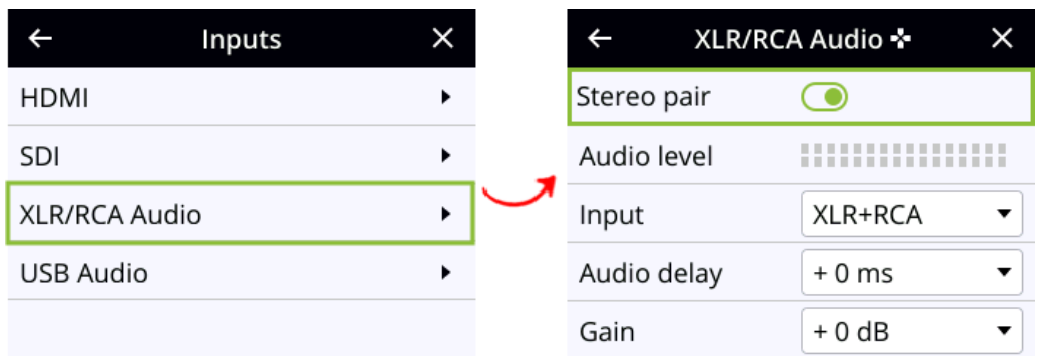 Inputs
HDMI
SDI
XLR/RCA Audio
USB Audio
XLR/RCA Audio
Stereo pair
Audio level
Input XLR+RCA
Audio delay + 0 ms
Gain + 0 dB